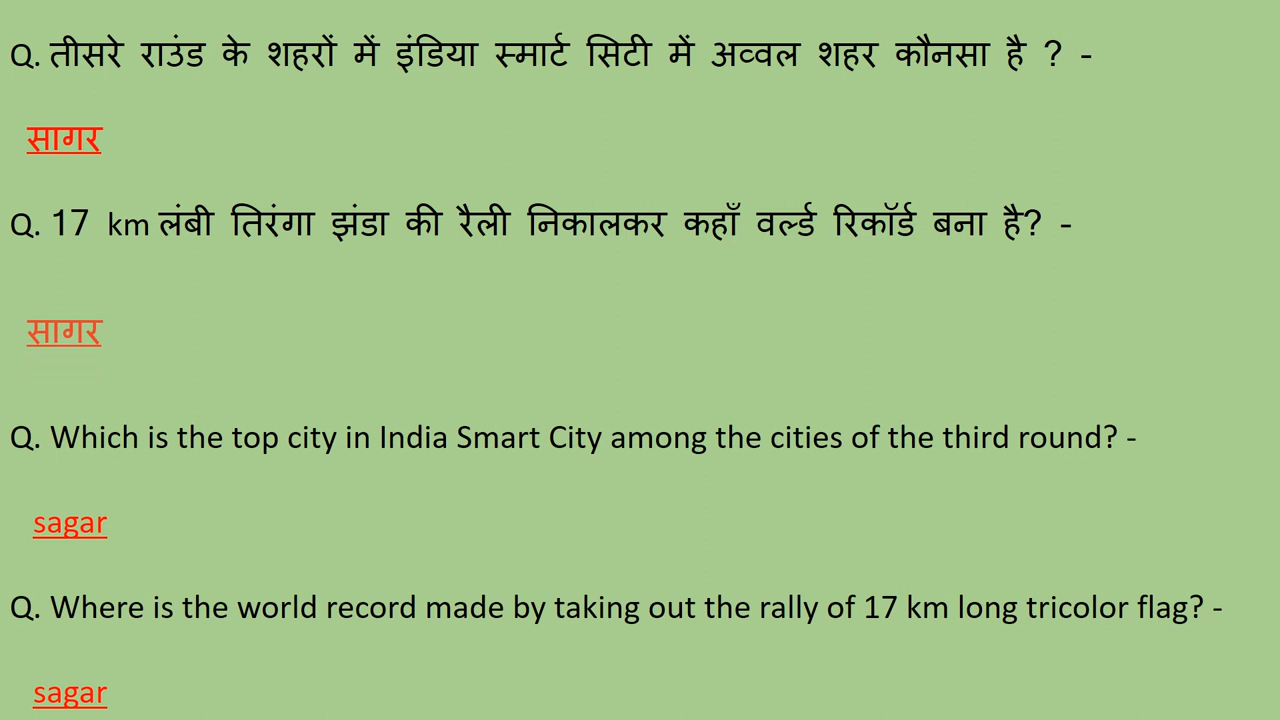 Q. तीसरे राउंड के शहरों में इंडिया स्मार्ट सिटी में अव्वल शहर कौनसा है ? -
सागर
Q. 17 km लंबी तिरंगा झंडा की रैली निकालकर कहाँ वर्ल्ड रिकॉर्ड बना है? -
सागर
Q. Which is the top city in India Smart City among the cities of the third round? -
sagar
Q. Where is the world record made by taking out the rally of 17 km long tricolor flag? -
sagar